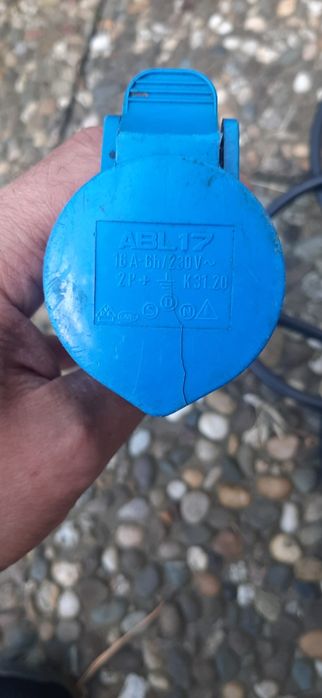 ABL17
16A-6h/230V~
2P+ K31.20
S D N